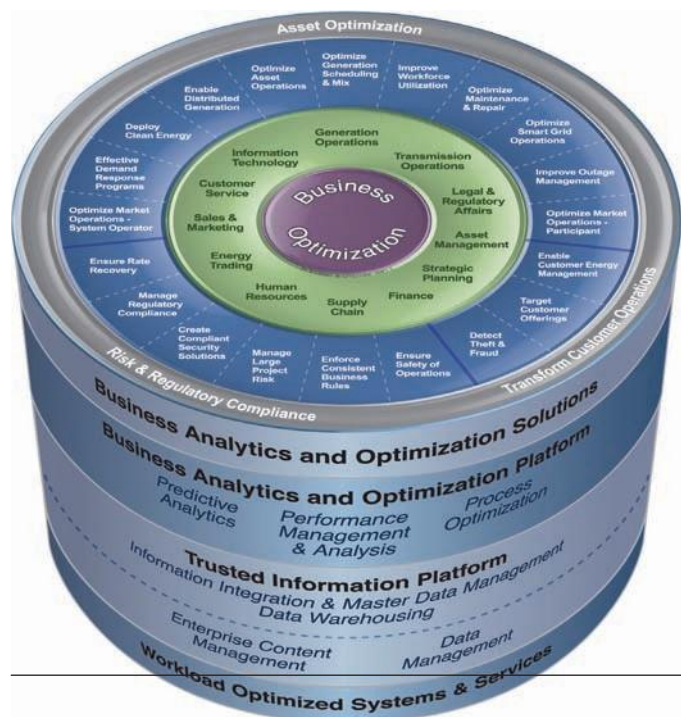 Asset Optimization
Optimize
Generation
Scheduling
& Mix
Improve
Workforce
Utilization
Optimize
Maintenance
& Repair
Optimize
Smart Grid
Operations
Improve Outage
Management
Optimize Market
Operations -
Participant
Enable
Customer Energy
Management
Target
Customer
Offerings
Detect
Theft &
Fraud
Ensure
Safety of
Operations
Enforce
Consistent
Business
Rules
Manage
Large
Project
Risk
Create
Compliant
Security
Solutions
Manage
Regulatory
Compliance
Ensure Rate
Recovery
Optimize Market
Operations -
System Operator
Effective
Demand
Response
Programs
Deploy
Clean Energy
Enable
Distributed
Generation
Optimize
Asset
Operations
Generation
Operations
Transmission
Operations
Legal &
Regulatory
Affairs
Asset
Management
Strategic
Planning
Finance
Supply
Chain
Human
Resources
Energy
Trading
Sales &
Marketing
Customer
Service
Information
Technology
Business
Optimization
Risk & Regulatory Compliance
Transform Customer Operations
Business Analytics and Optimization Solutions
Business Analytics and Optimization Platform
Predictive
Analytics
Performance
Management
& Analysis
Process
Optimization
Trusted Information Platform
Information Integration & Master Data Management
Data Warehousing
Enterprise Content
Management
Data
Management
Workload Optimized Systems & Services